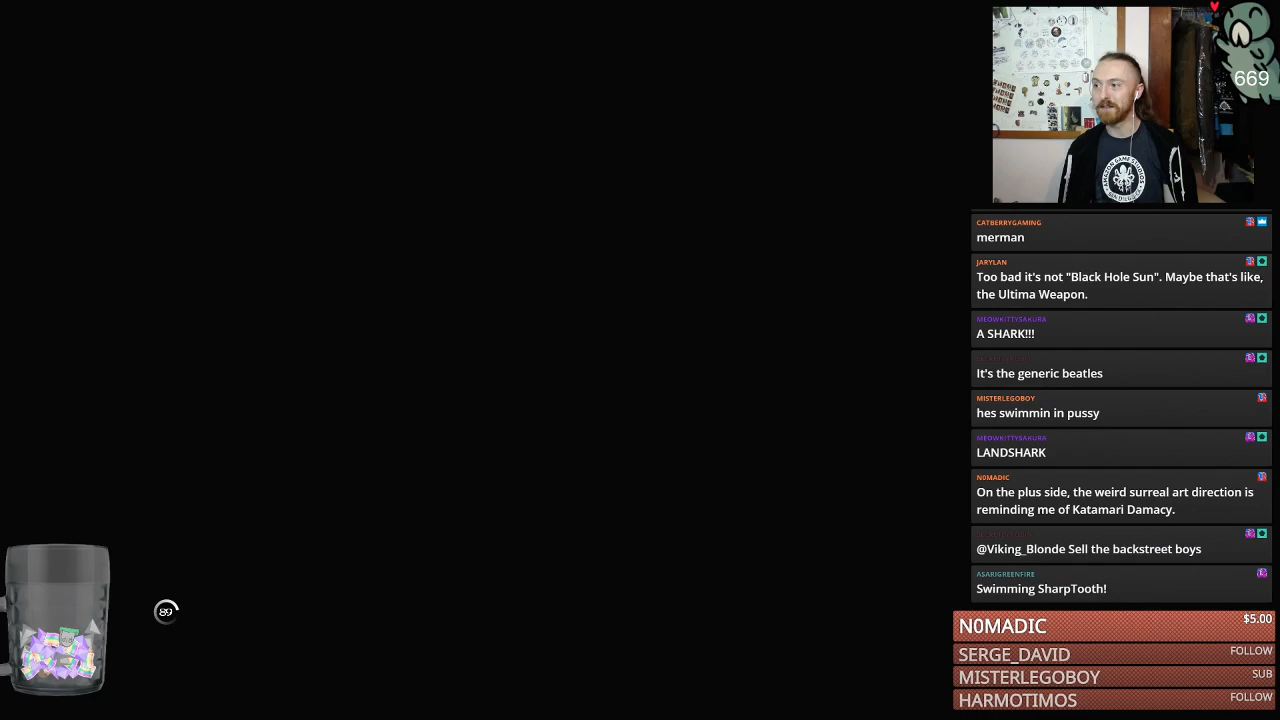 669
CATBERRYGAMING
merman
JARYLAN
Too bad it's not "Black Hole Sun". Maybe that's like,
the Ultima Weapon.
MEOWKITTYSAKURA
A SHARK!!!
It's the generic beatles
MISTERLEGOBOY
hes swimmin in pussy
MEOWKITTYSAKURA
LANDSHARK
N0MADIC
On the plus side, the weird surreal art direction is
reminding me of Katamari Damacy.
@Viking_Blonde Sell the backstreet boys
ASARIGREENFIRE
Swimming SharpTooth!
89
N0MADIC $5.00
SERGE_DAVID FOLLOW
MISTERLEGOBOY SUB
HARMOTIMOS FOLLOW